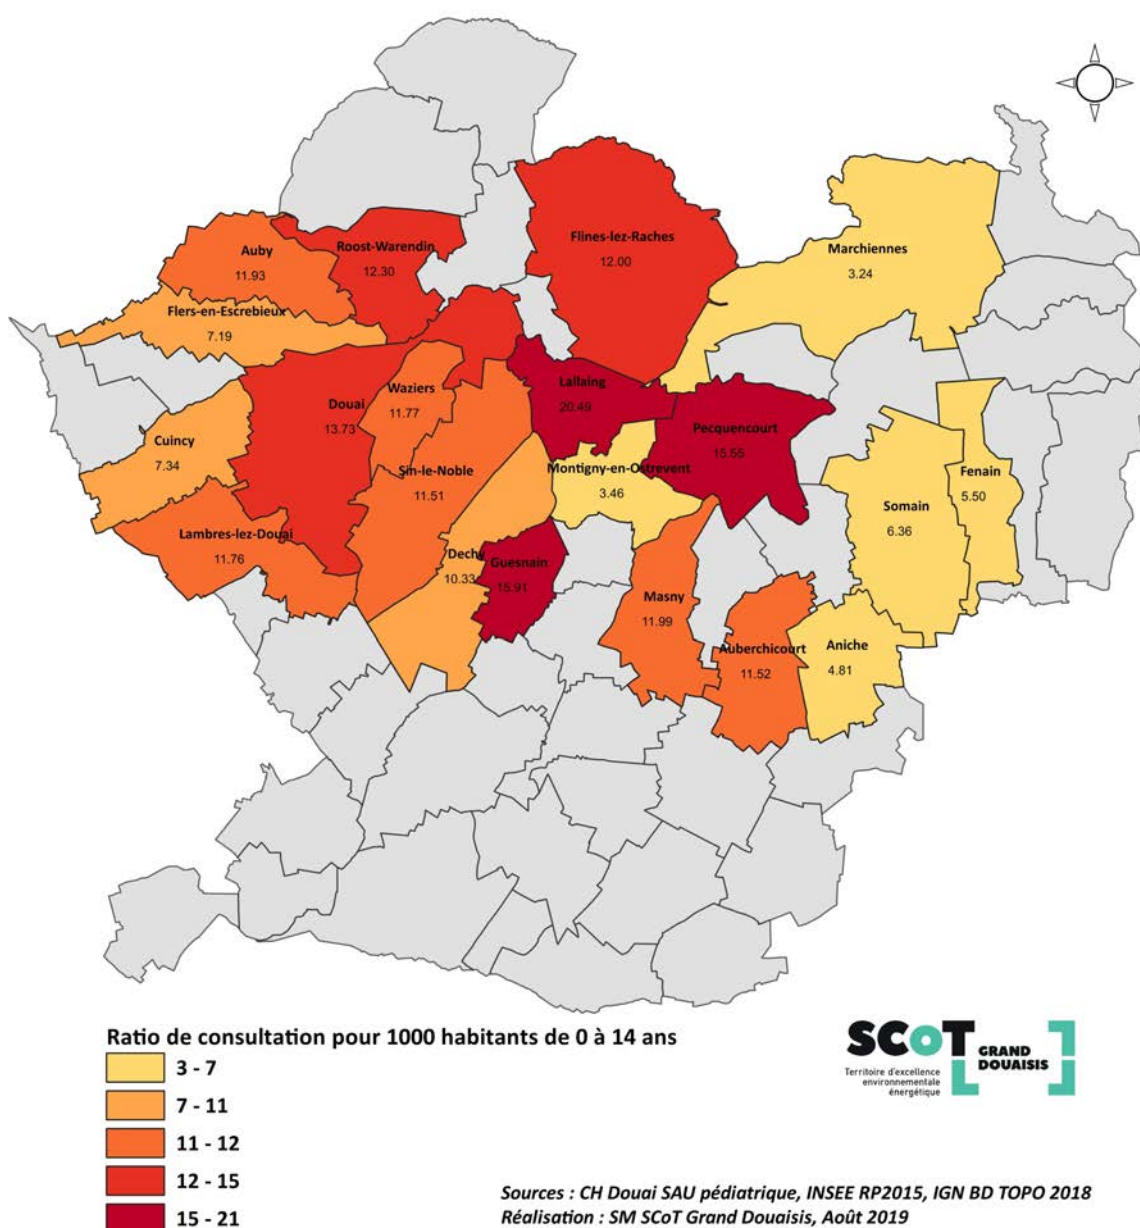 Auby
11.93
Roost-Warendin
12.30
Flines-lez-Raches
12.00
Marchiennes
3.24
Flers-en-Escrebieux
7.19
Lallaing
20.49
Waziers
11.77
Douai
13.73
Pecquencourt
15.55
Cuincy
7.34
Sin-le-Noble
11.51
Montigny-en-Ostrevent
3.46
Fenain
5.50
Somain
6.36
Lambres-lez-Douai
11.76
Dechy
10.33
Guesnain
15.91
Masny
11.99
Auberchicourt
11.52
Aniche
4.81
Ratio de consultation pour 1000 habitants de 0 à 14 ans
3 - 7
7 - 11
11 - 12
12 - 15
15 - 21
SCoT
GRAND
DOUAISIS
Territoire d'excellence
environnementale
énergétique
Sources : CH Douai SAU pédiatrique, INSEE RP2015, IGN BD TOPO 2018
Réalisation : SM SCoT Grand Douaisis, Août 2019